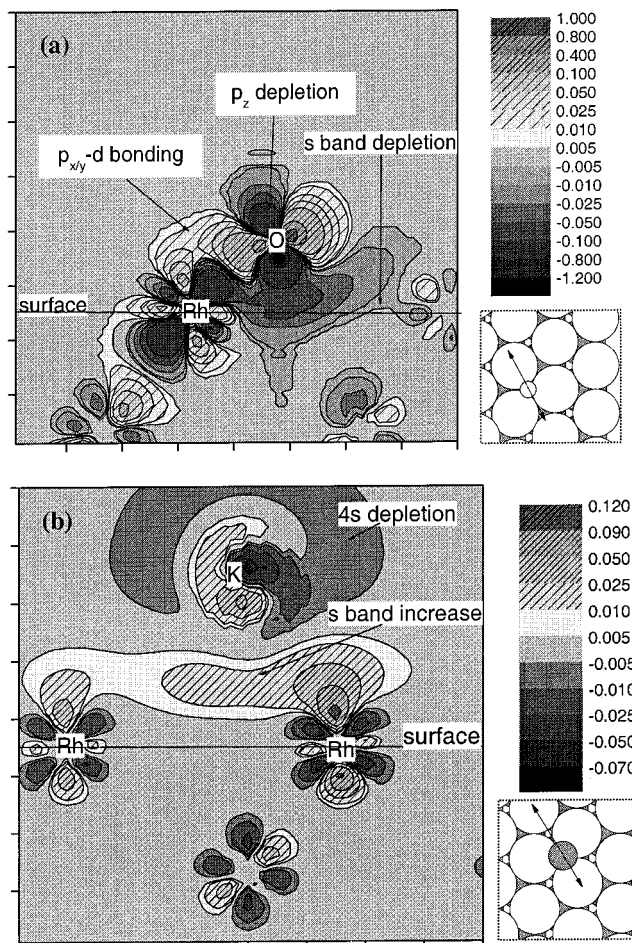 (a)
p_z depletion
s band depletion
p_x/y-d bonding
O
surface
Rh
1.000
0.800
0.400
0.100
0.050
0.025
0.010
0.005
-0.005
-0.010
-0.025
-0.050
-0.100
-0.800
-1.200
(b)
4s depletion
K
s band increase
Rh
Rh
surface
0.120
0.090
0.050
0.025
0.010
0.005
-0.005
-0.010
-0.025
-0.050
-0.070